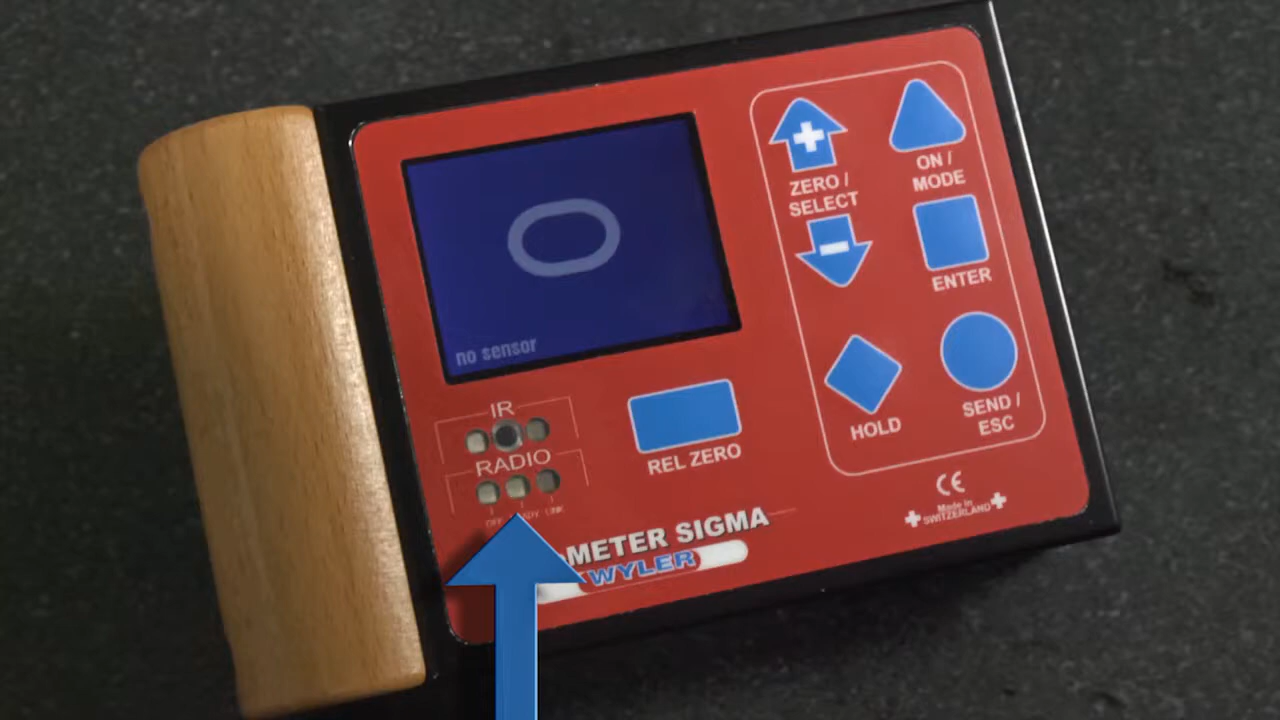 ZERO /
SELECT
ON /
MODE
ENTER
no sensor
IR
RADIO
REL ZERO
HOLD
SEND /
ESC
CE
Made in
SWITZERLAND
METER SIGMA
WYLER
LINK